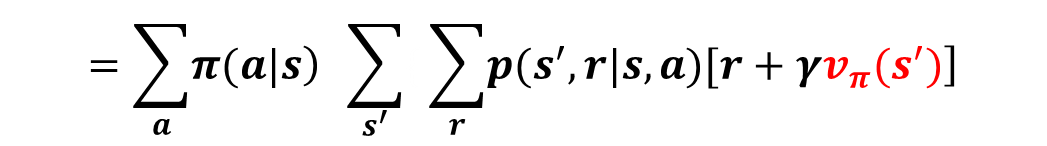 = ∑_a π(a|s) ∑_{s′} ∑_r p(s′, r|s, a)[r + γv_π(s′)]